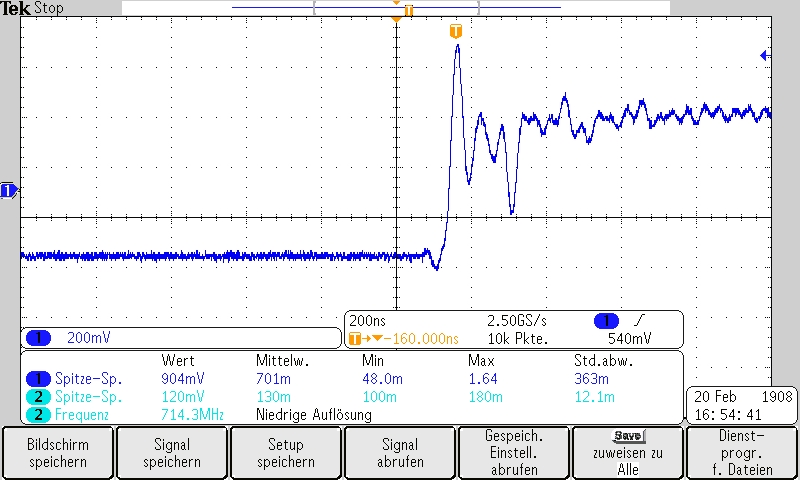 Tek Stop
T
T
1
200ns 2.50GS/s 1
1 200mV T→▼−160.000ns 10k Pkte. 540mV
Wert Mittelw. Min Max Std.abw.
1 Spitze−Sp. 904mV 701m 48.0m 1.64 363m
2 Spitze−Sp. 120mV 130m 100m 180m 12.1m
2 Frequenz 714.3MHz Niedrige Auflösung
20 Feb 1908
16:54:41
Bildschirm
speichern
Signal
speichern
Setup
speichern
Signal
abrufen
Gespeich.
Einstell.
abrufen
Save
zuweisen zu
Alle
Dienst−
progr.
f. Dateien